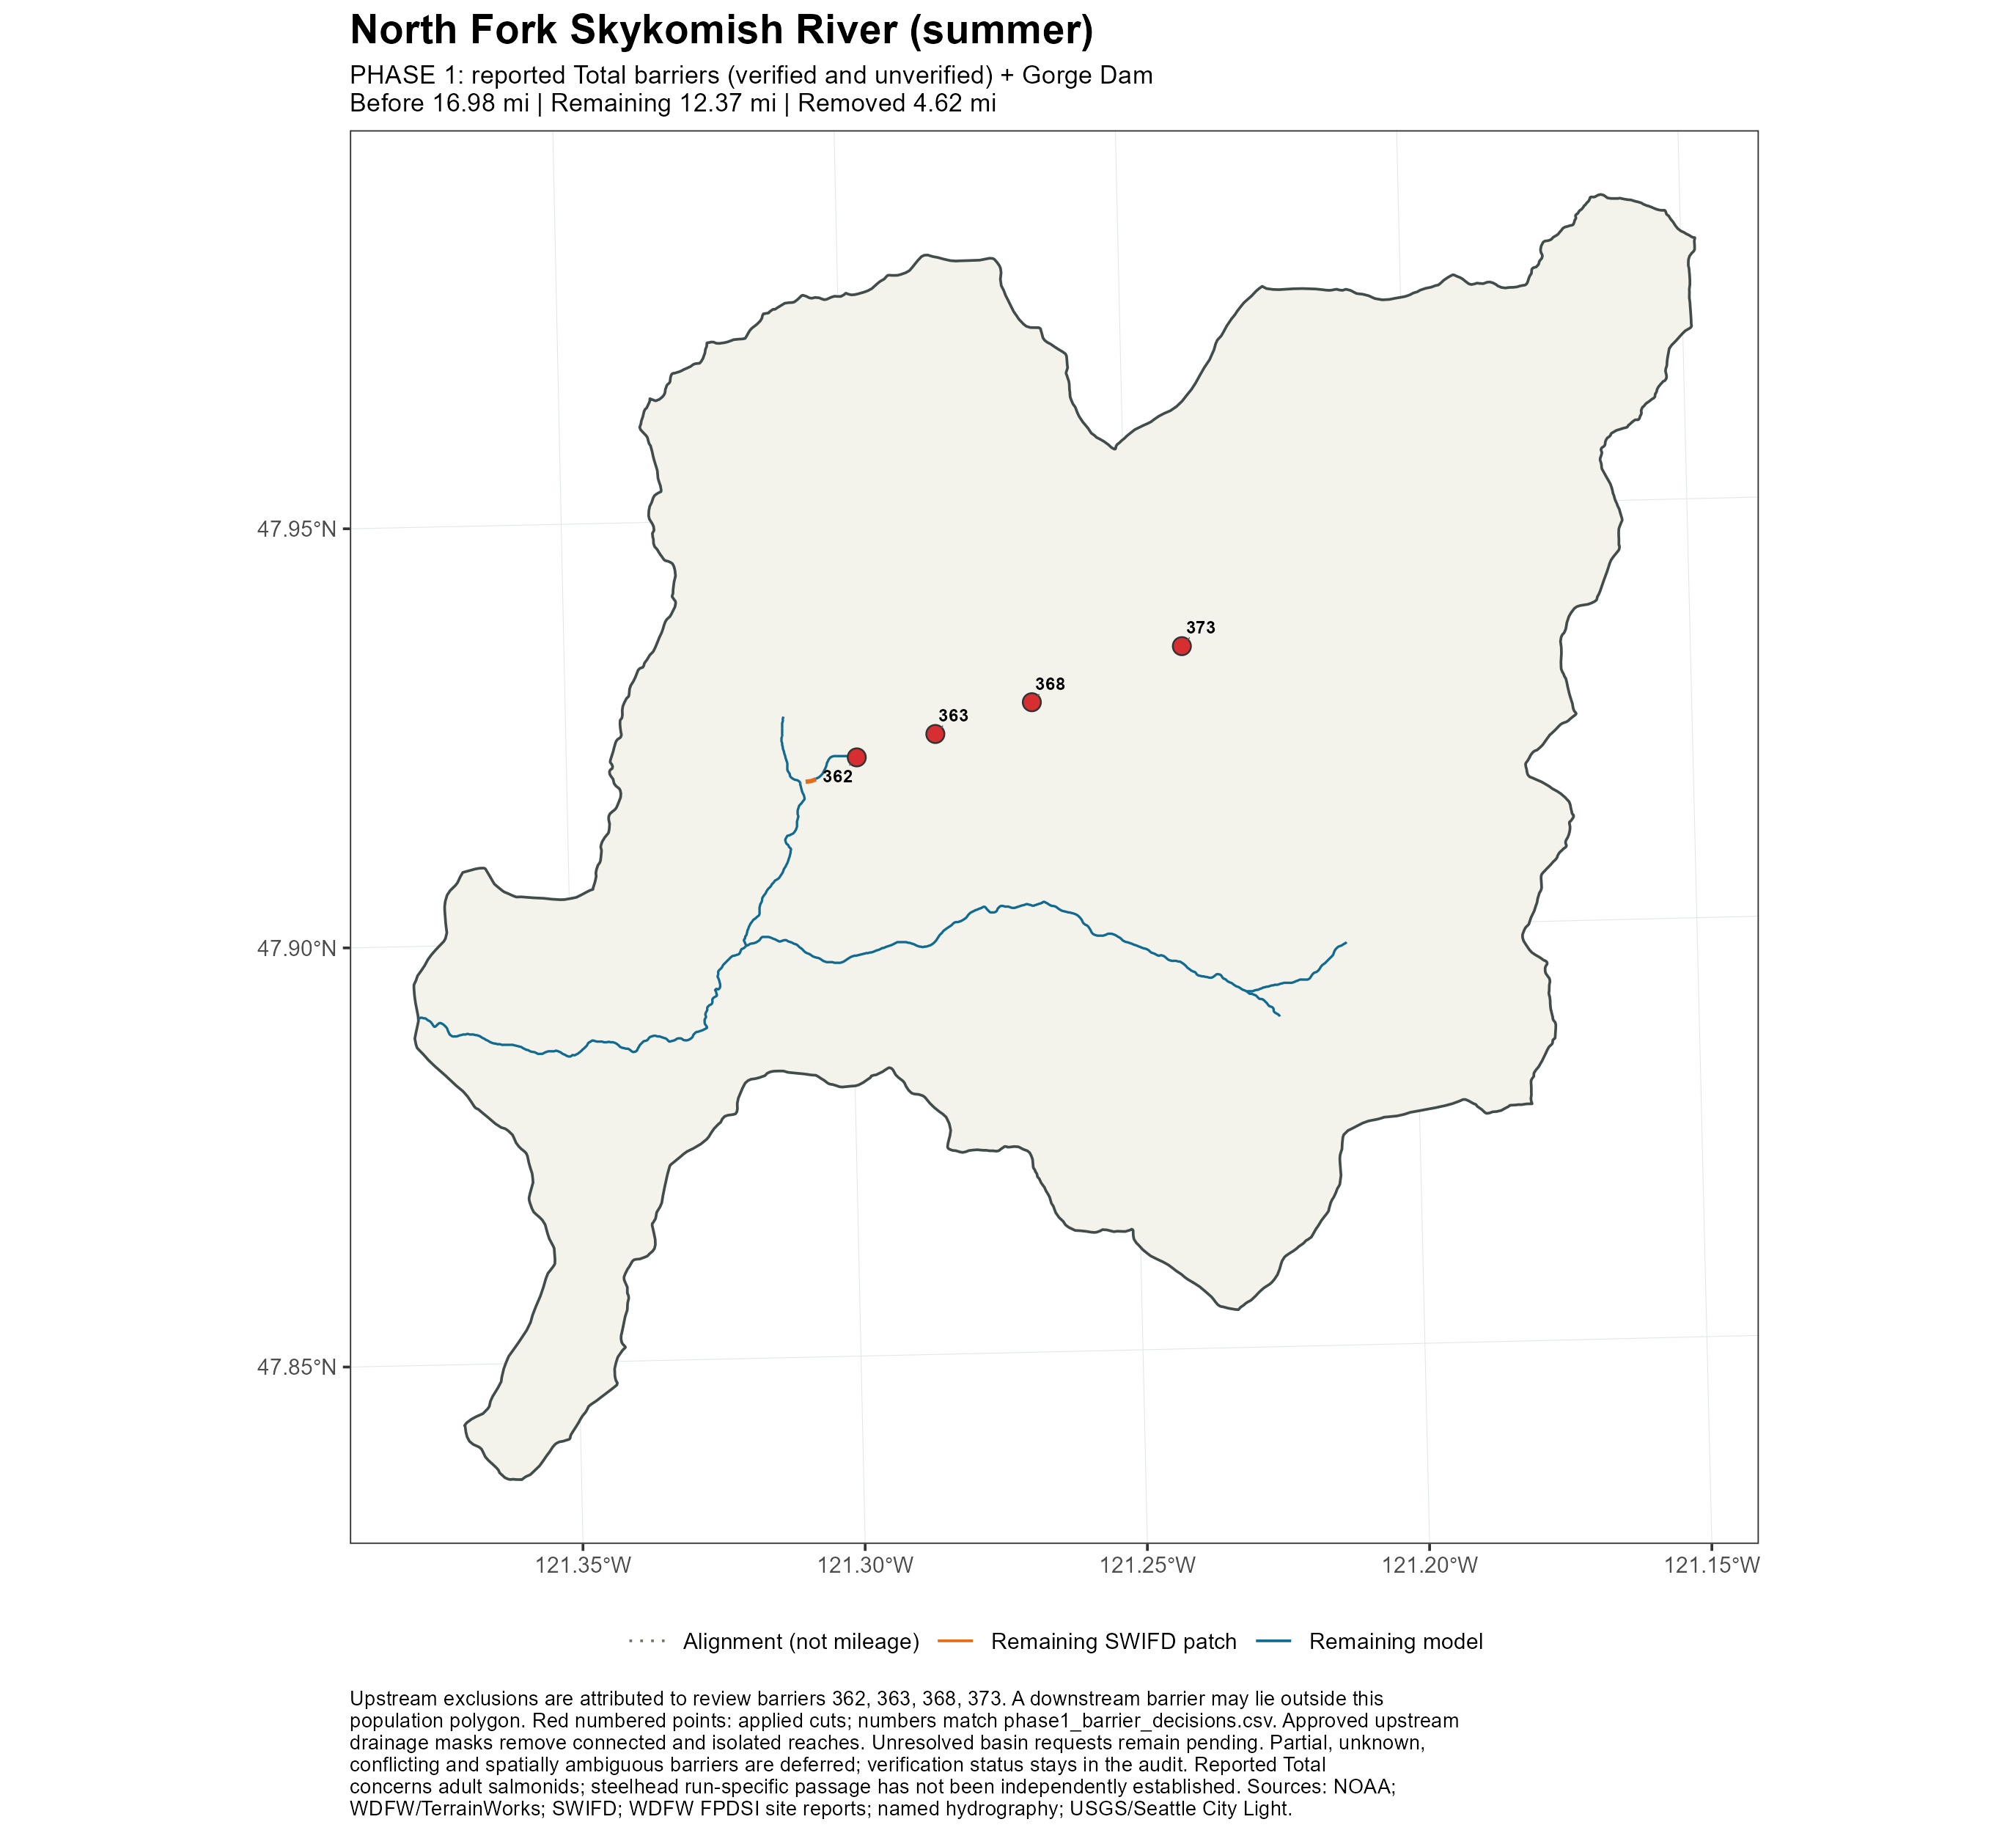 North Fork Skykomish River (summer)
PHASE 1: reported Total barriers (verified and unverified) + Gorge Dam
Before 16.98 mi | Remaining 12.37 mi | Removed 4.62 mi
47.95°N
373
368
363
362
47.90°N
47.85°N
121.35°W
121.30°W
121.25°W
121.20°W
121.15°W
Alignment (not mileage)
Remaining SWIFD patch
Remaining model
Upstream exclusions are attributed to review barriers 362, 363, 368, 373. A downstream barrier may lie outside this
population polygon. Red numbered points: applied cuts; numbers match phase1_barrier_decisions.csv. Approved upstream
drainage masks remove connected and isolated reaches. Unresolved basin requests remain pending. Partial, unknown,
conflicting and spatially ambiguous barriers are deferred; verification status stays in the audit. Reported Total
concerns adult salmonids; steelhead run-specific passage has not been independently established. Sources: NOAA;
WDFW/TerrainWorks; SWIFD; WDFW FPDSI site reports; named hydrography; USGS/Seattle City Light.